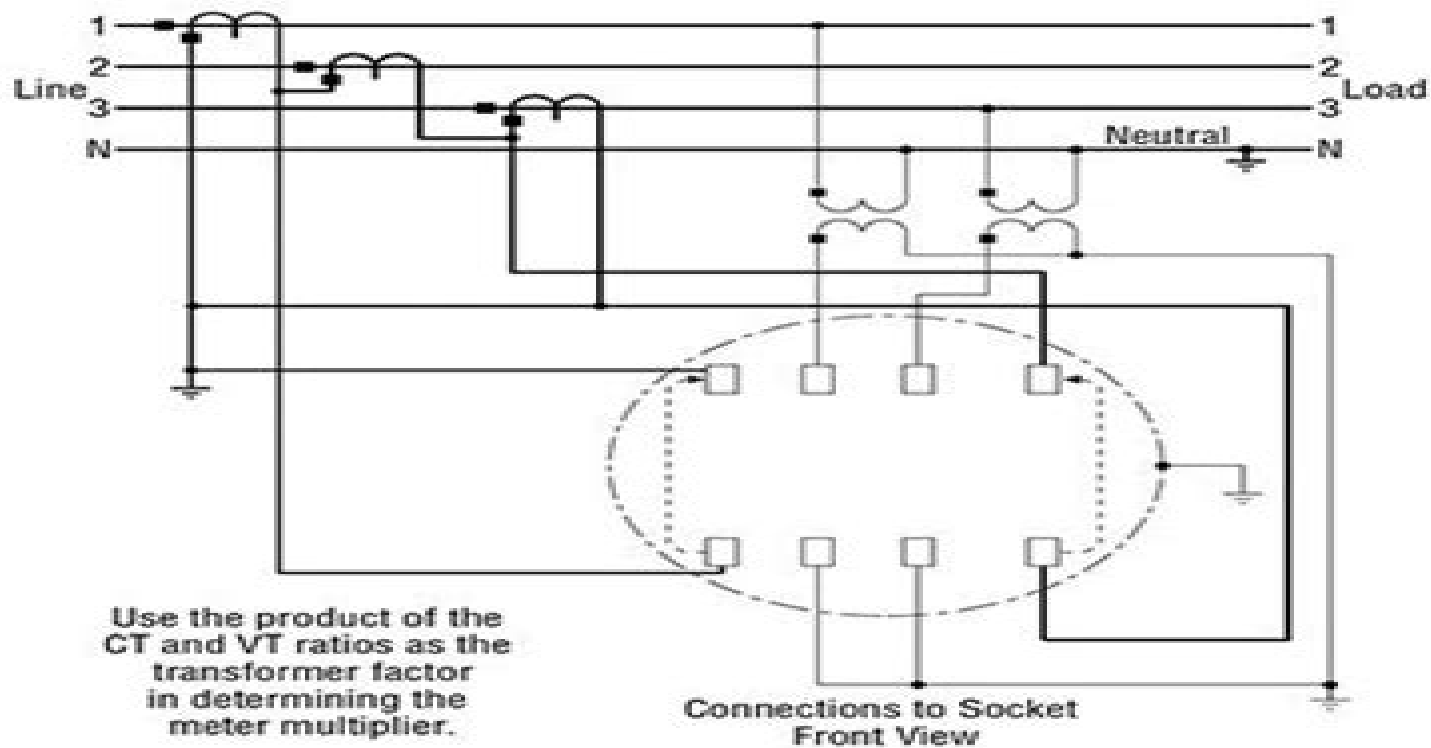 1 1
2 2
Line Load
3 3
Neutral
N N
Use the product of the
CT and VT ratios as the
transformer factor
in determining the
meter multiplier.
Connections to Socket
Front View